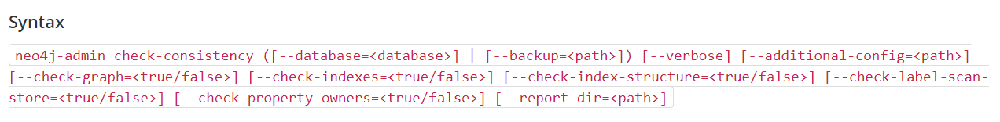 Syntax
neo4j-admin check-consistency ([--database=<database>] | [--backup=<path>]) [--verbose] [--additional-config=<path>]
[--check-graph=<true/false>] [--check-indexes=<true/false>] [--check-index-structure=<true/false>] [--check-label-scan-
store=<true/false>] [--check-property-owners=<true/false>] [--report-dir=<path>]